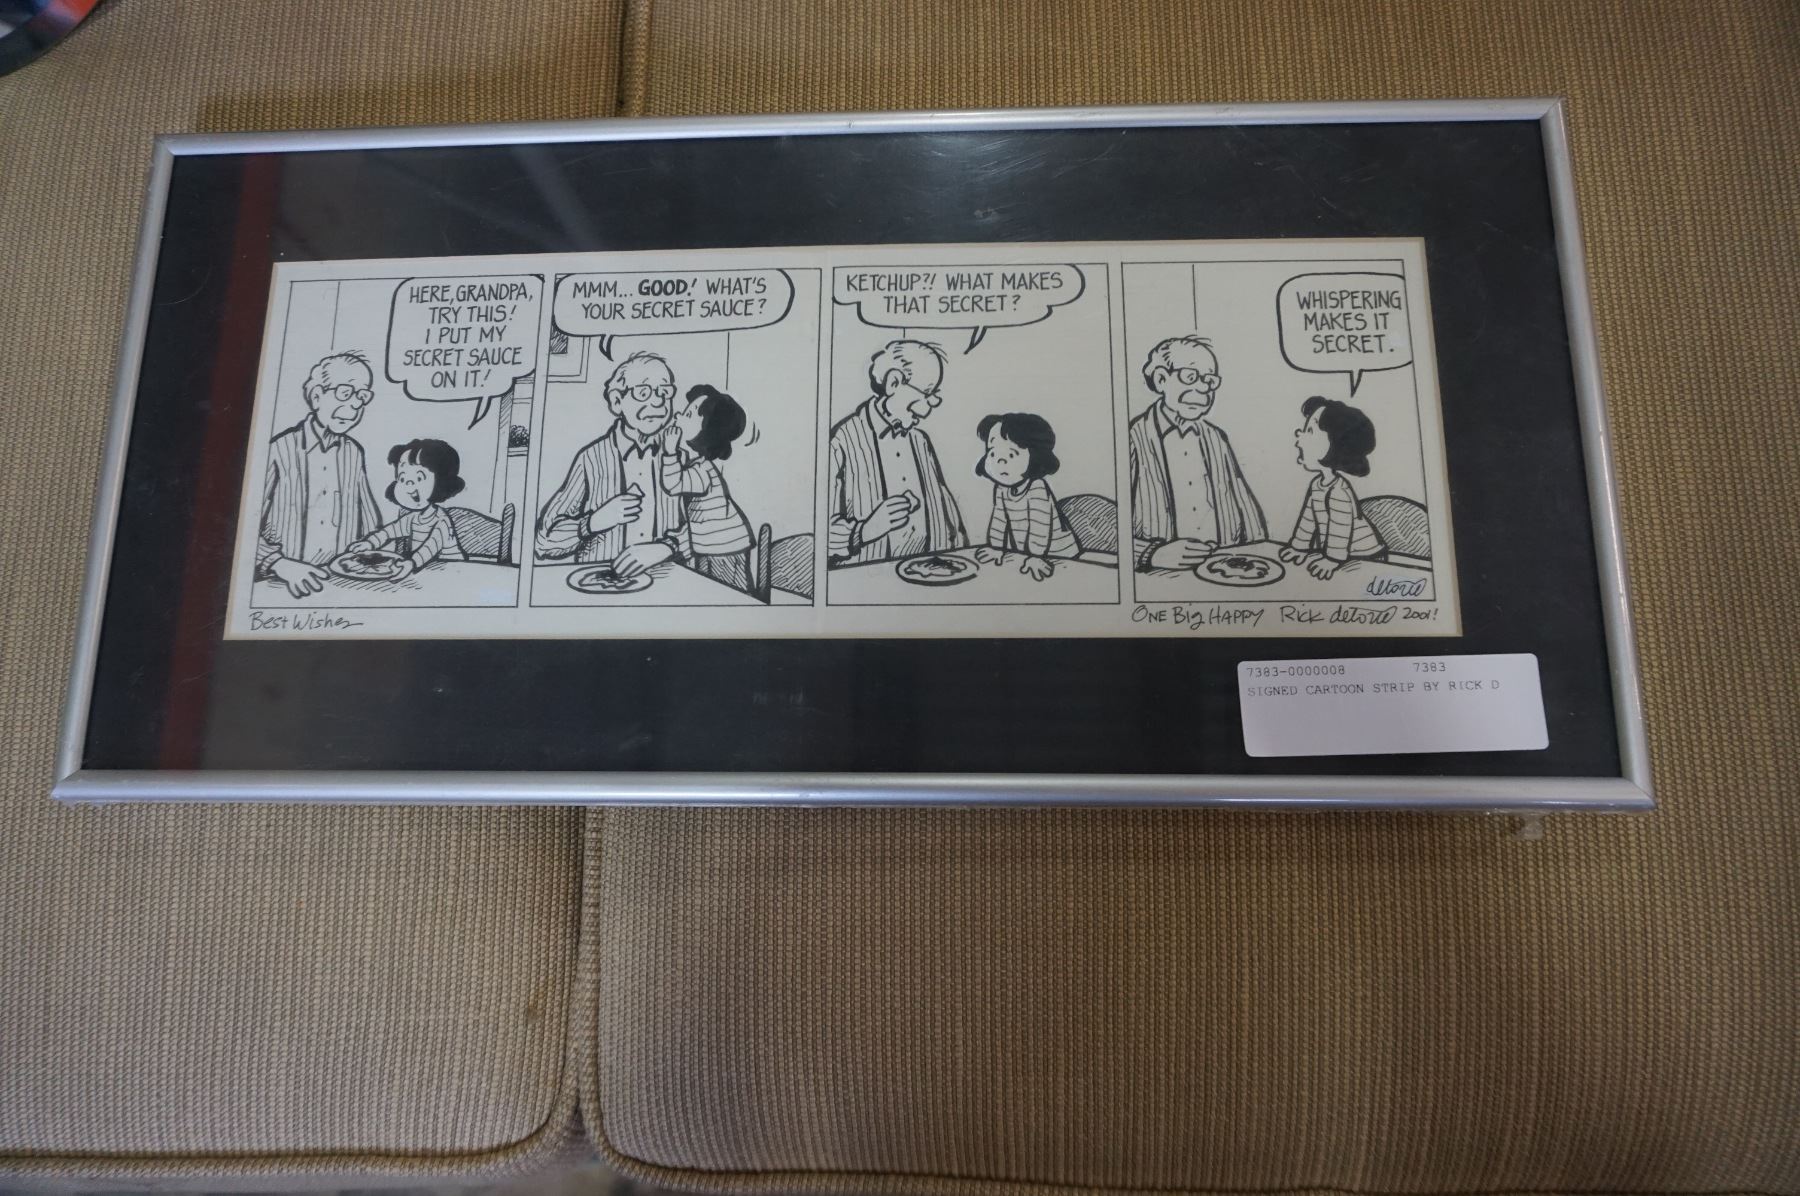 HERE, GRANDPA,
TRY THIS!
I PUT MY
SECRET SAUCE
ON IT!
MMM... GOOD! WHAT'S
YOUR SECRET SAUCE?
KETCHUP?! WHAT MAKES
THAT SECRET?
WHISPERING
MAKES IT
SECRET.
detorie
Best Wishes
ONE BIG HAPPY Rick detorie 2001!
7383-0000008 7383
SIGNED CARTOON STRIP BY RICK D